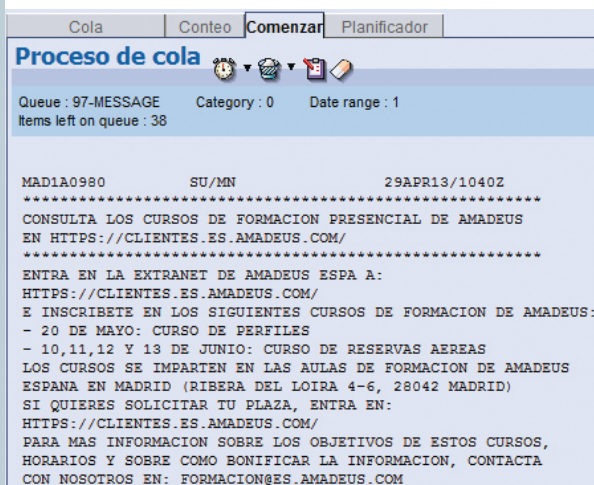 Cola Conteo Comenzar Planificador
Proceso de cola
Queue : 97-MESSAGE Category : 0 Date range : 1
Items left on queue : 38
MAD1A0980 SU/MN 29APR13/1040Z
********************************************************
CONSULTA LOS CURSOS DE FORMACION PRESENCIAL DE AMADEUS
EN HTTPS://CLIENTES.ES.AMADEUS.COM/
********************************************************
ENTRA EN LA EXTRANET DE AMADEUS ESPA A:
HTTPS://CLIENTES.ES.AMADEUS.COM/
E INSCRIBETE EN LOS SIGUIENTES CURSOS DE FORMACION DE AMADEUS:
- 20 DE MAYO: CURSO DE PERFILES
- 10,11,12 Y 13 DE JUNIO: CURSO DE RESERVAS AEREAS
LOS CURSOS SE IMPARTEN EN LAS AULAS DE FORMACION DE AMADEUS
ESPANA EN MADRID (RIBERA DEL LOIRA 4-6, 28042 MADRID)
SI QUIERES SOLICITAR TU PLAZA, ENTRA EN:
HTTPS://CLIENTES.ES.AMADEUS.COM/
PARA MAS INFORMACION SOBRE LOS OBJETIVOS DE ESTOS CURSOS,
HORARIOS Y SOBRE COMO BONIFICAR LA INFORMACION, CONTACTA
CON NOSOTROS EN: FORMACION@ES.AMADEUS.COM